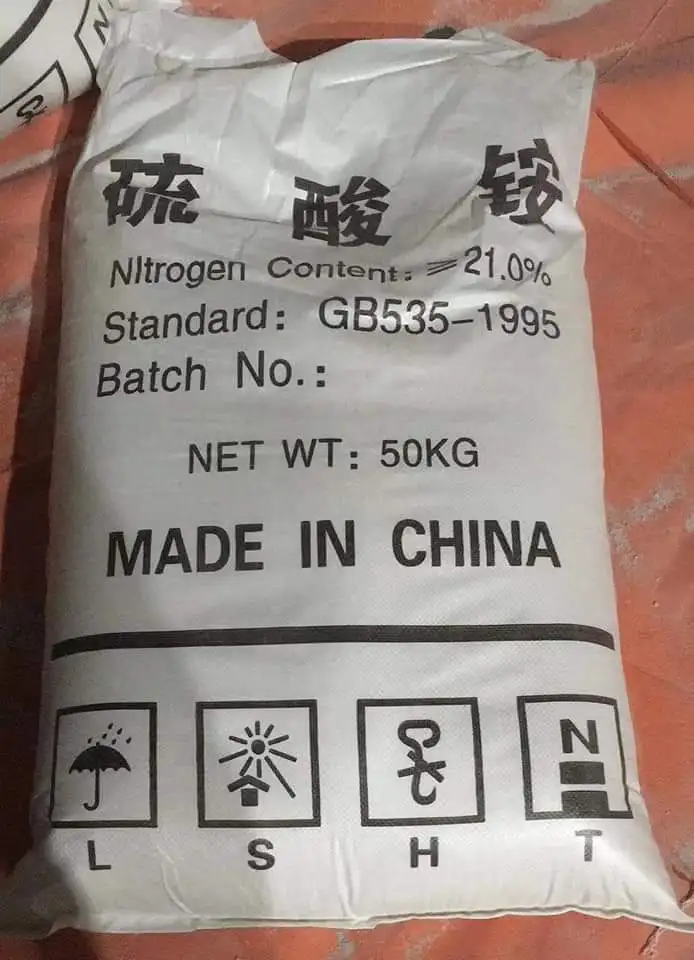 硫 酸 铵
NItrogen Content: ⩾21.0%
Standard: GB535-1995
Batch No.:
NET WT: 50KG
MADE IN CHINA
N
L S H T